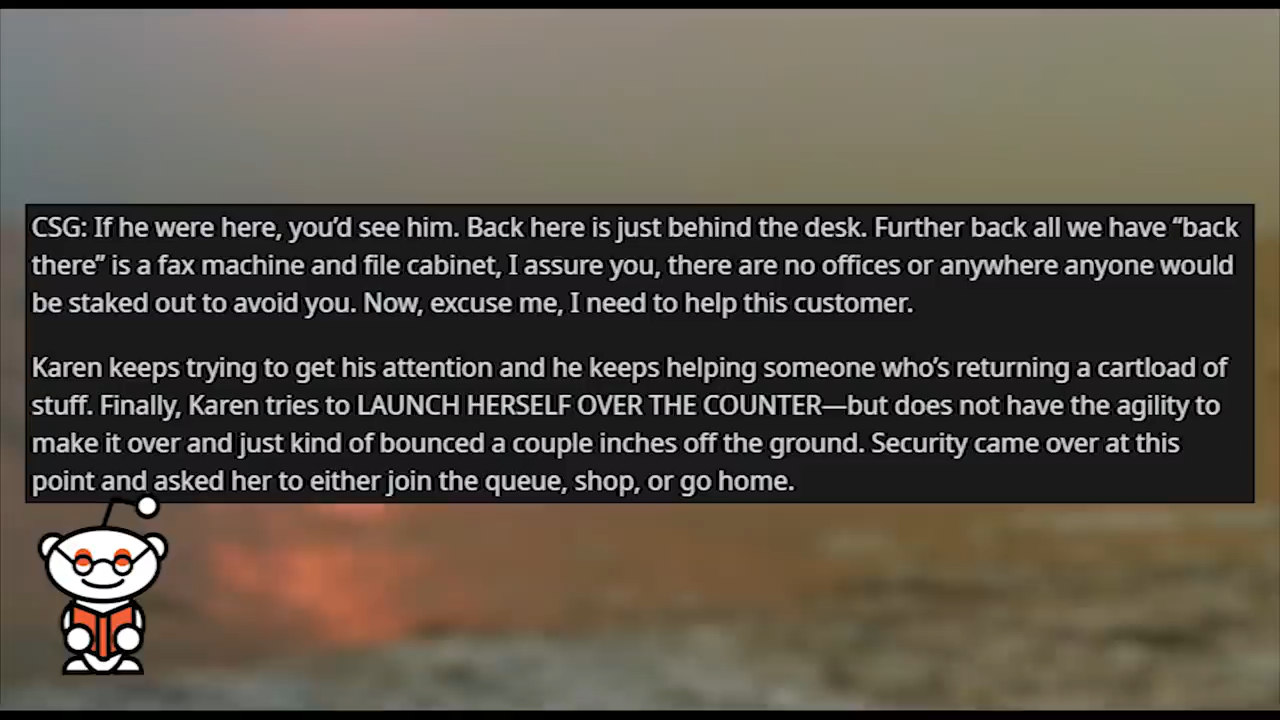 CSG: If he were here, you’d see him. Back here is just behind the desk. Further back all we have “back
there” is a fax machine and file cabinet, I assure you, there are no offices or anywhere anyone would
be staked out to avoid you. Now, excuse me, I need to help this customer.
Karen keeps trying to get his attention and he keeps helping someone who’s returning a cartload of
stuff. Finally, Karen tries to LAUNCH HERSELF OVER THE COUNTER—but does not have the agility to
make it over and just kind of bounced a couple inches off the ground. Security came over at this
point and asked her to either join the queue, shop, or go home.